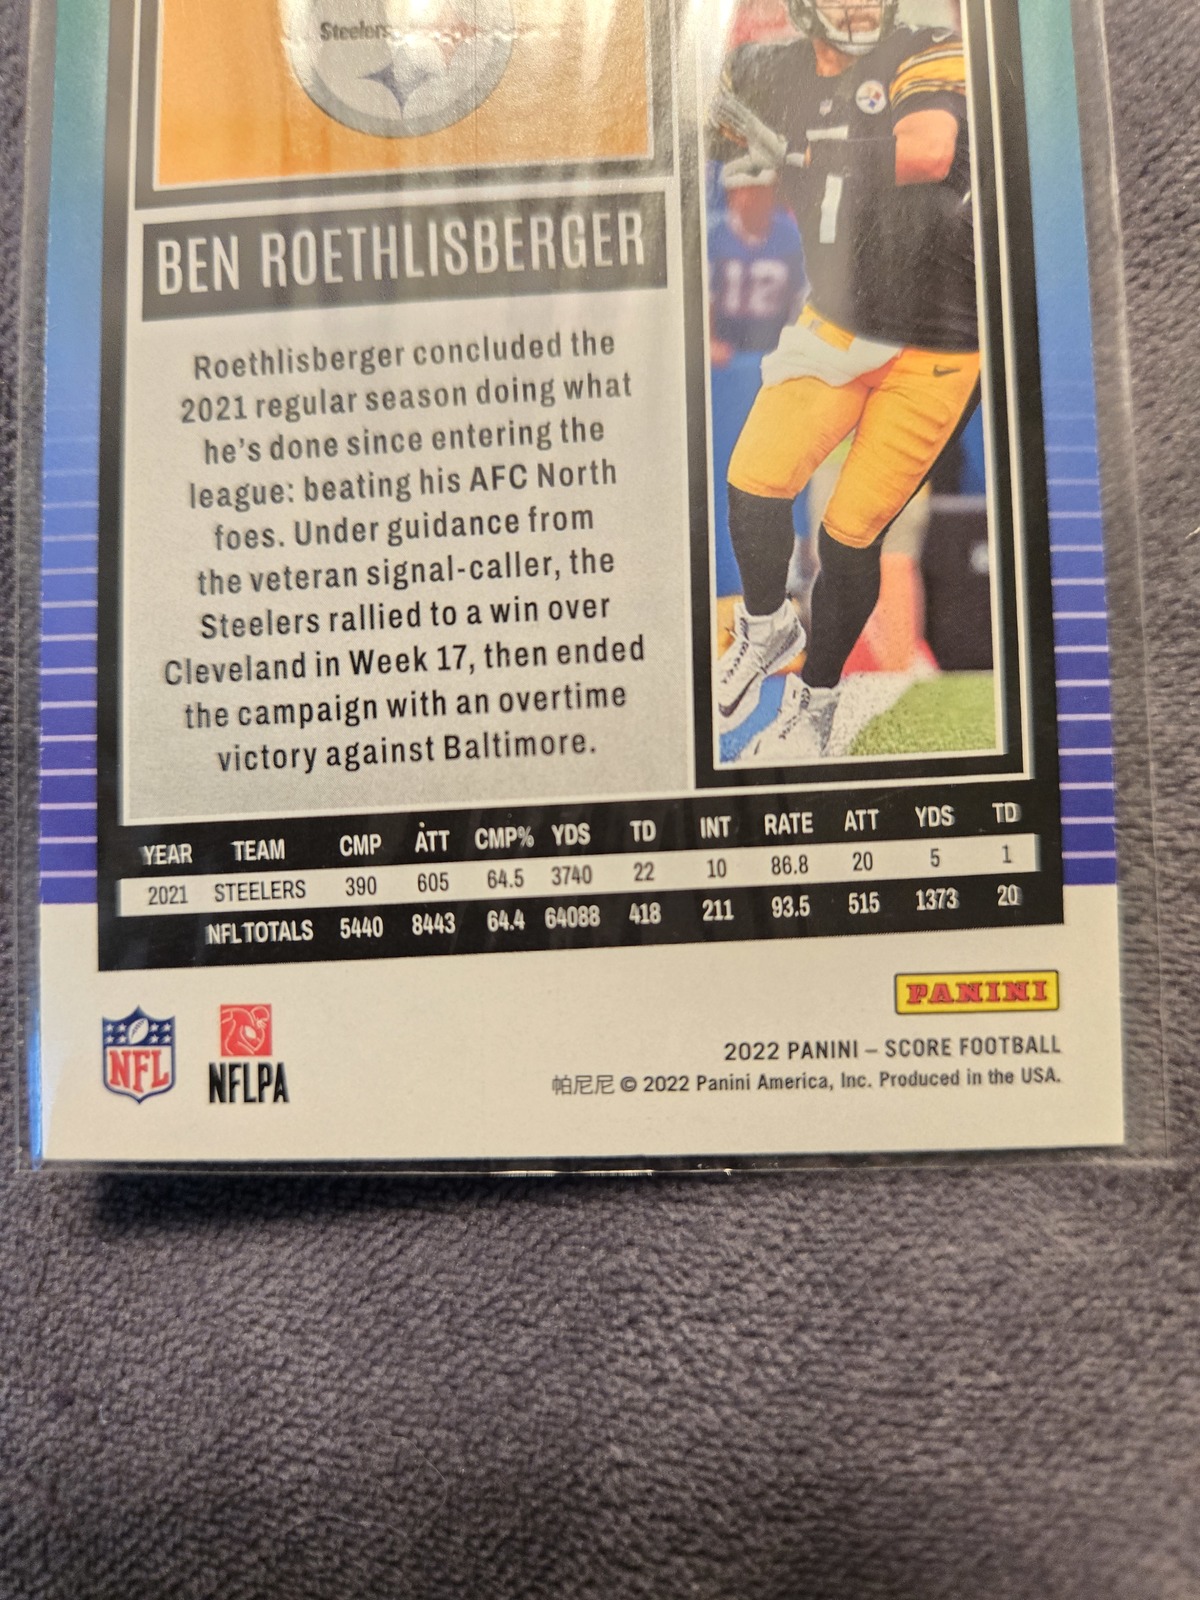 Steelers
BEN ROETHLISBERGER
Roethlisberger concluded the
2021 regular season doing what
he's done since entering the
league: beating his AFC North
foes. Under guidance from
the veteran signal-caller, the
Steelers rallied to a win over
Cleveland in Week 17, then ended
the campaign with an overtime
victory against Baltimore.
7
12
YEAR TEAM CMP ATT CMP% YDS TD INT RATE ATT YDS TD
2021 STEELERS 390 605 64.5 3740 22 10 86.8 20 5 1
NFL TOTALS 5440 8443 64.4 64088 418 211 93.5 515 1373 20
PANINI
NFL
NFLPA
2022 PANINI – SCORE FOOTBALL
帕尼尼 © 2022 Panini America, Inc. Produced in the USA.